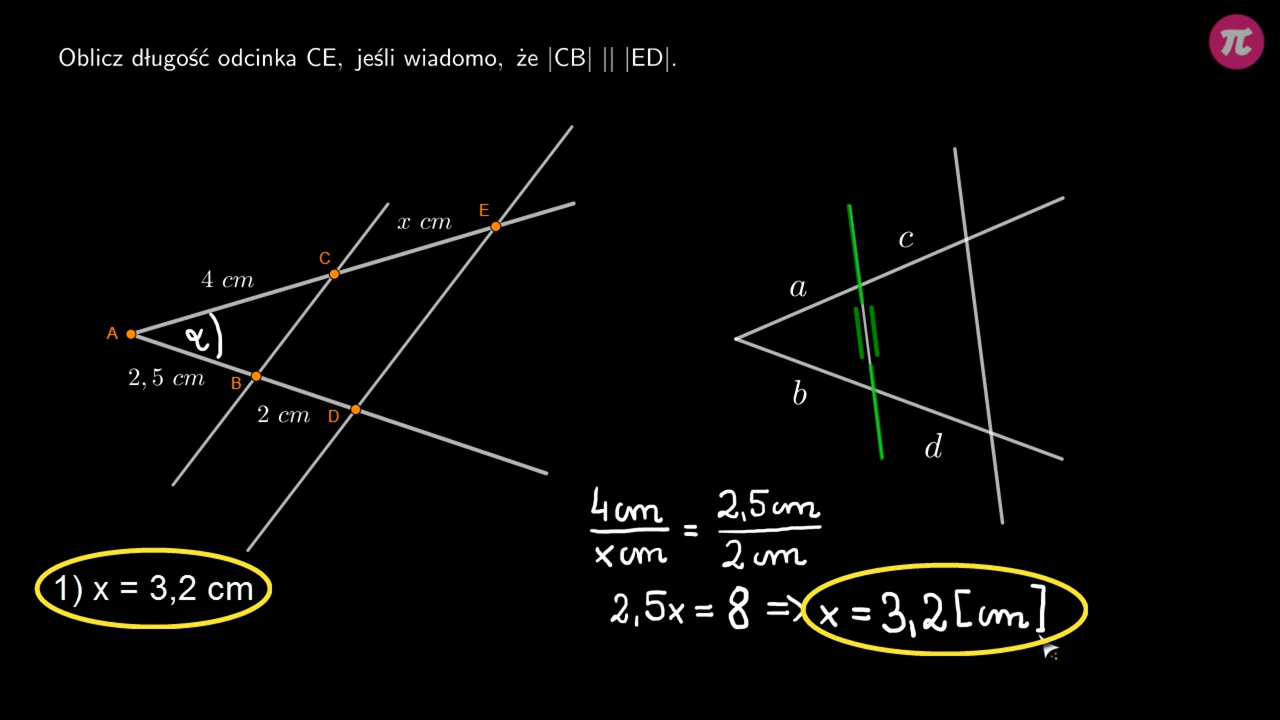 π
Oblicz długość odcinka CE, jeśli wiadomo, że |CB| || |ED|.
E
x cm
C
4 cm
A
α
2,5 cm
B
2 cm
D
c
a
b
d
4cm / xcm = 2,5cm / 2cm
2,5x = 8 => x = 3,2 [cm]
1) x = 3,2 cm